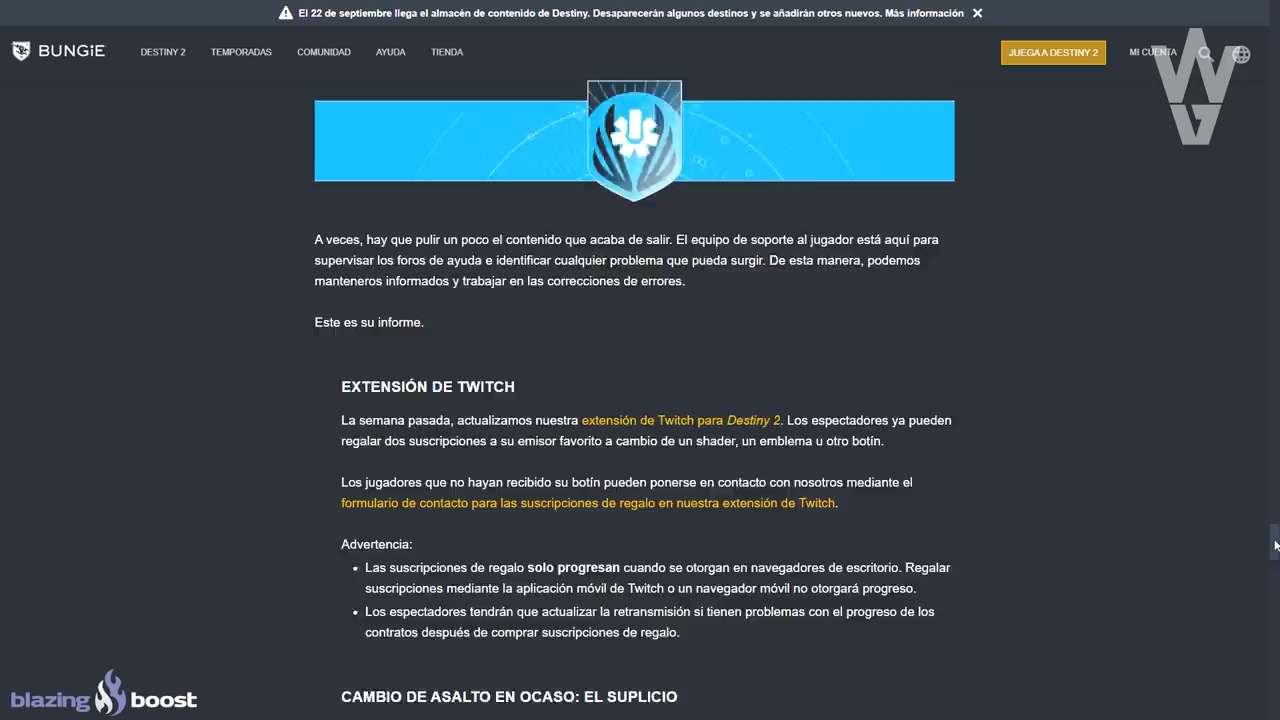 El 22 de septiembre llega el almacén de contenido de Destiny. Desaparecerán algunos destinos y se añadirán otros nuevos. Más información
BUNGiE
DESTINY 2 TEMPORADAS COMUNIDAD AYUDA TIENDA
JUEGA A DESTINY 2 MI CUENTA
A veces, hay que pulir un poco el contenido que acaba de salir. El equipo de soporte al jugador está aquí para
supervisar los foros de ayuda e identificar cualquier problema que pueda surgir. De esta manera, podemos
manteneros informados y trabajar en las correcciones de errores.
Este es su informe.
EXTENSIÓN DE TWITCH
La semana pasada, actualizamos nuestra extensión de Twitch para Destiny 2. Los espectadores ya pueden
regalar dos suscripciones a su emisor favorito a cambio de un shader, un emblema u otro botín.
Los jugadores que no hayan recibido su botín pueden ponerse en contacto con nosotros mediante el
formulario de contacto para las suscripciones de regalo en nuestra extensión de Twitch.
Advertencia:
• Las suscripciones de regalo solo progresan cuando se otorgan en navegadores de escritorio. Regalar
suscripciones mediante la aplicación móvil de Twitch o un navegador móvil no otorgará progreso.
• Los espectadores tendrán que actualizar la retransmisión si tienen problemas con el progreso de los
contratos después de comprar suscripciones de regalo.
blazing boost
CAMBIO DE ASALTO EN OCASO: EL SUPLICIO